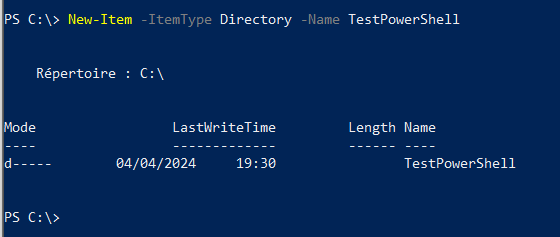 PS C:\> New-Item -ItemType Directory -Name TestPowerShell
Répertoire : C:\
Mode LastWriteTime Length Name
---- ------------- ------ ----
d----- 04/04/2024 19:30 TestPowerShell
PS C:\>